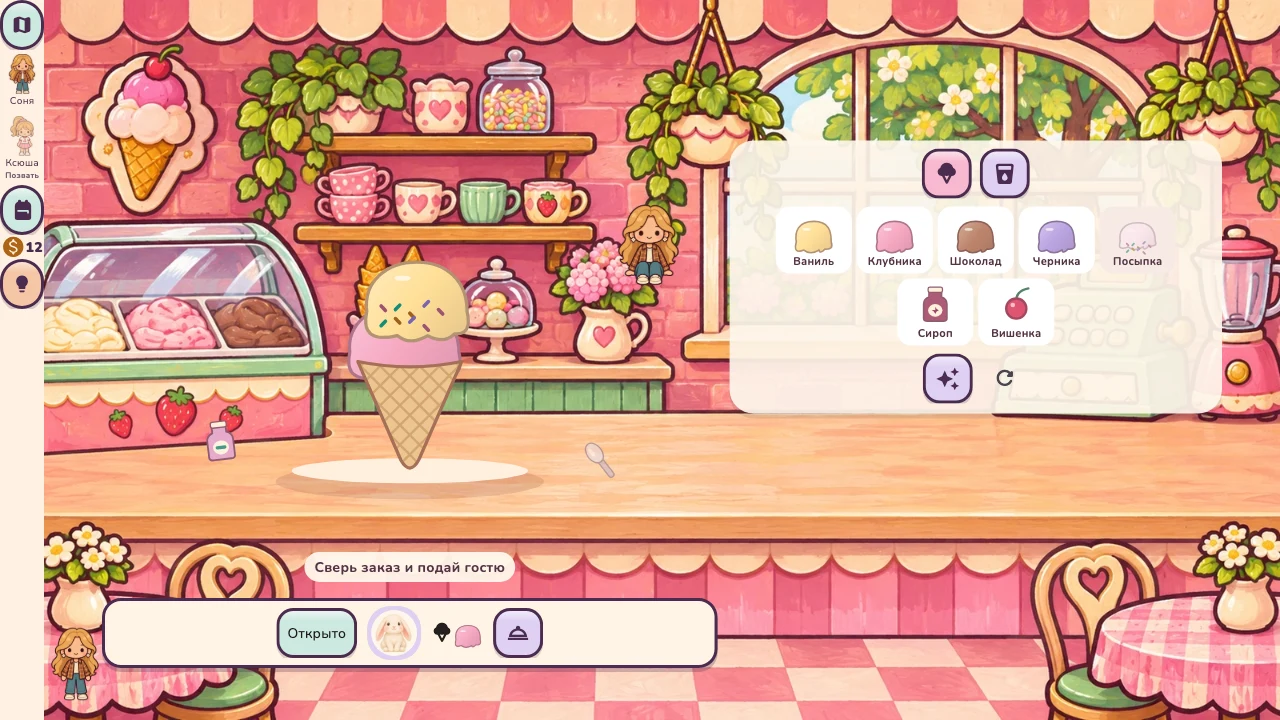 Соня
Ксюша
Позвать
12
Ваниль
Клубника
Шоколад
Черника
Посыпка
Сироп
Вишенка
Сверь заказ и подай гостю
Открыто